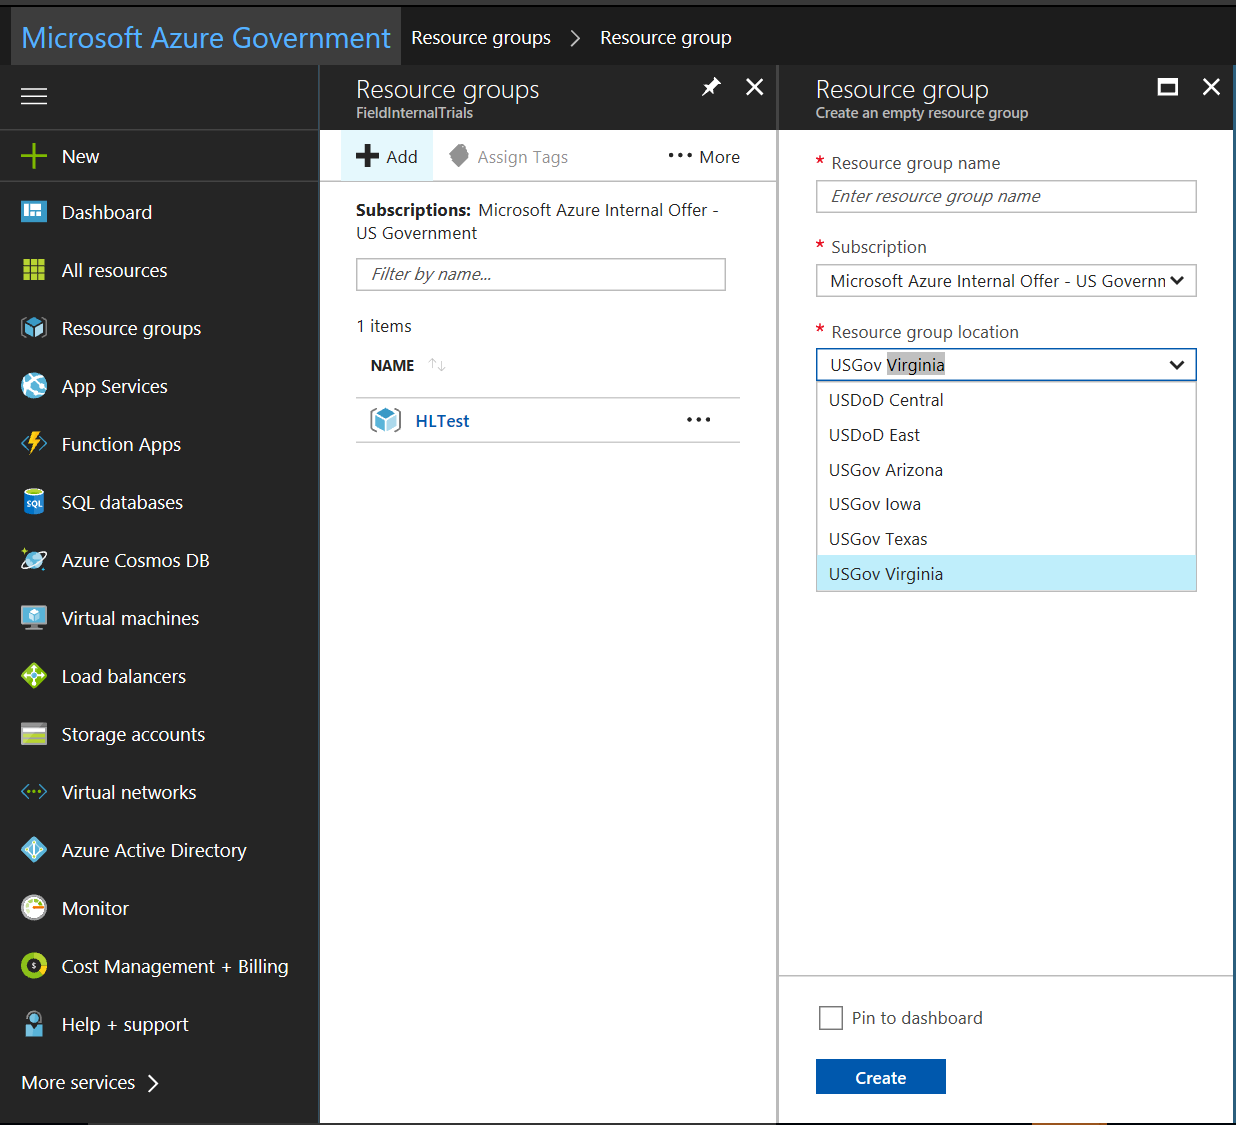 Microsoft Azure Government Resource groups > Resource group
New
Dashboard
All resources
Resource groups
App Services
Function Apps
SQL databases
Azure Cosmos DB
Virtual machines
Load balancers
Storage accounts
Virtual networks
Azure Active Directory
Monitor
Cost Management + Billing
Help + support
More services >
Resource groups
FieldInternalTrials
Add Assign Tags ... More
Subscriptions: Microsoft Azure Internal Offer -
US Government
Filter by name...
1 items
NAME
HLTest ...
Resource group
Create an empty resource group
* Resource group name
Enter resource group name
* Subscription
Microsoft Azure Internal Offer - US Governn
* Resource group location
USGov Virginia
USDoD Central
USDoD East
USGov Arizona
USGov Iowa
USGov Texas
USGov Virginia
Pin to dashboard
Create